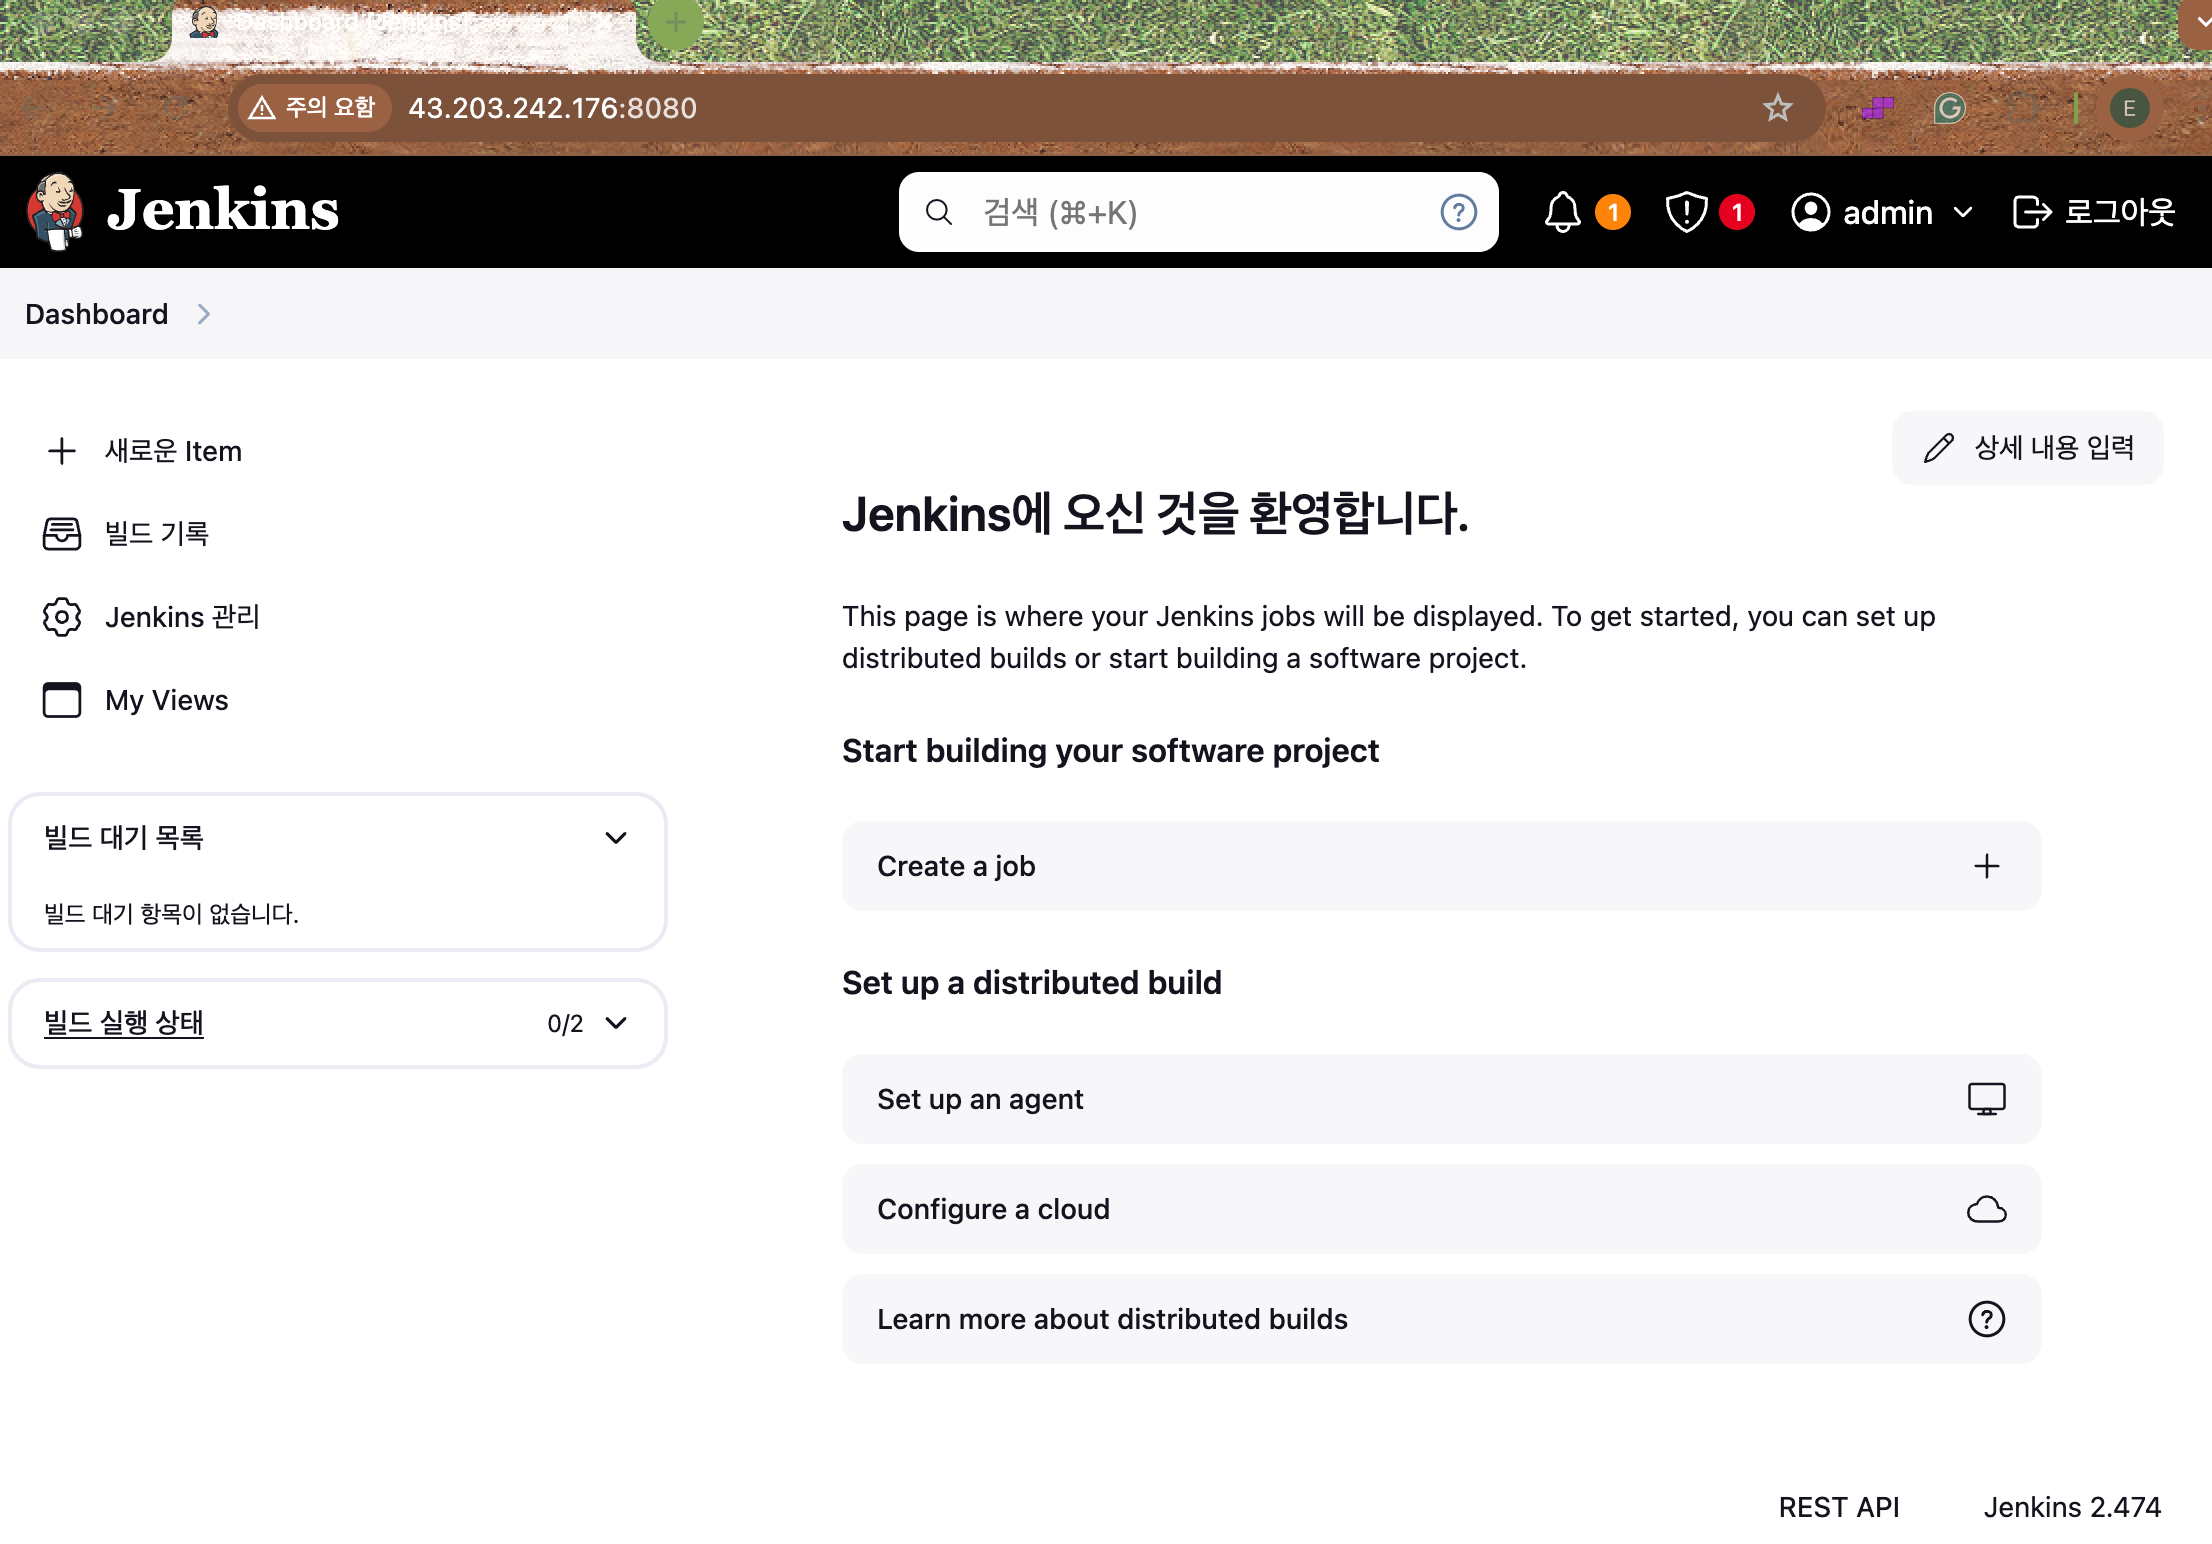 Dashboard [Jenkins]
주의 요함 43.203.242.176:8080
E
Jenkins
검색 (⌘+K)
1
1
admin
로그아웃
Dashboard
새로운 Item
빌드 기록
Jenkins 관리
My Views
빌드 대기 목록
빌드 대기 항목이 없습니다.
빌드 실행 상태 0/2
상세 내용 입력
Jenkins에 오신 것을 환영합니다.
This page is where your Jenkins jobs will be displayed. To get started, you can set up
distributed builds or start building a software project.
Start building your software project
Create a job
Set up a distributed build
Set up an agent
Configure a cloud
Learn more about distributed builds
REST API Jenkins 2.474